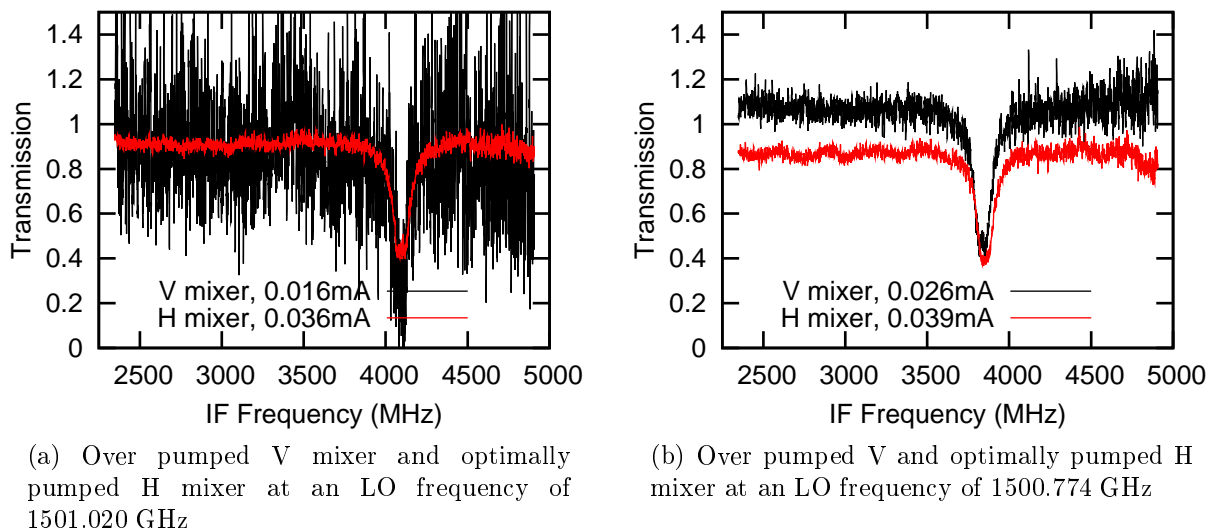 1.4
1.2
1
0.8
0.6
0.4
0.2
0
Transmission
V mixer, 0.016mA
H mixer, 0.036mA
2500 3000 3500 4000 4500 5000
IF Frequency (MHz)
(a) Over pumped V mixer and optimally
pumped H mixer at an LO frequency of
1501.020 GHz
1.4
1.2
1
0.8
0.6
0.4
0.2
0
Transmission
V mixer, 0.026mA
H mixer, 0.039mA
2500 3000 3500 4000 4500 5000
IF Frequency (MHz)
(b) Over pumped V and optimally pumped H
mixer at an LO frequency of 1500.774 GHz